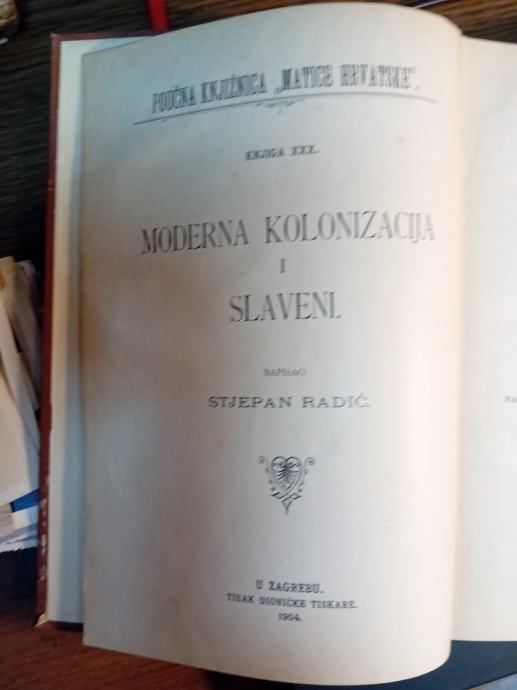 POUČNA KNJIŽNICA „MATICE HRVATSKE“.
KNJIGA XXX.
MODERNA KOLONIZACIJA
I
SLAVENI.
NAPISAO
STJEPAN RADIĆ.
U ZAGREBU.
TISAK DIONIČKE TISKARE.
1904.